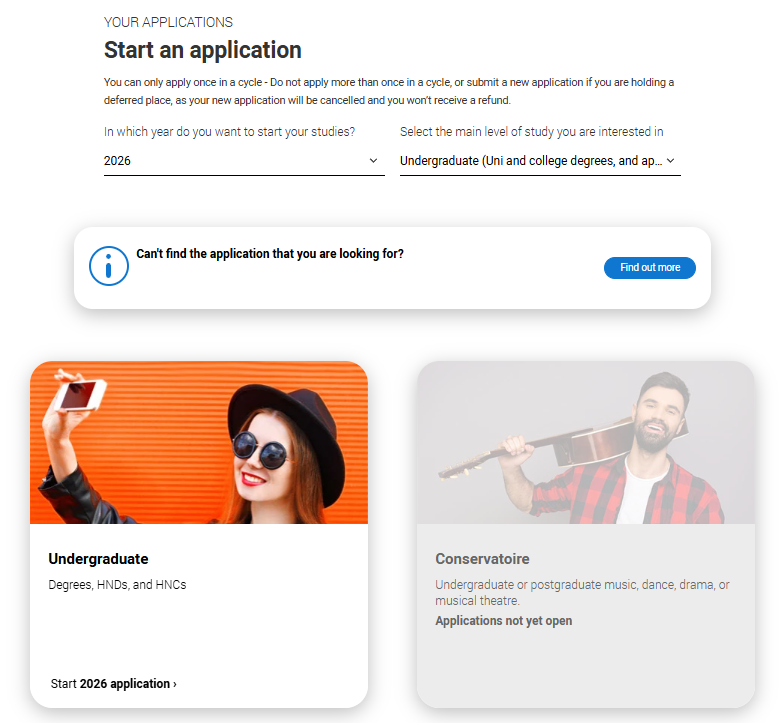 YOUR APPLICATIONS
Start an application
You can only apply once in a cycle - Do not apply more than once in a cycle, or submit a new application if you are holding a
deferred place, as your new application will be cancelled and you won't receive a refund.
In which year do you want to start your studies?
2026
Select the main level of study you are interested in
Undergraduate (Uni and college degrees, and ap...
Can't find the application that you are looking for?
Find out more
Undergraduate
Degrees, HNDs, and HNCs
Start 2026 application ›
Conservatoire
Undergraduate or postgraduate music, dance, drama, or
musical theatre.
Applications not yet open